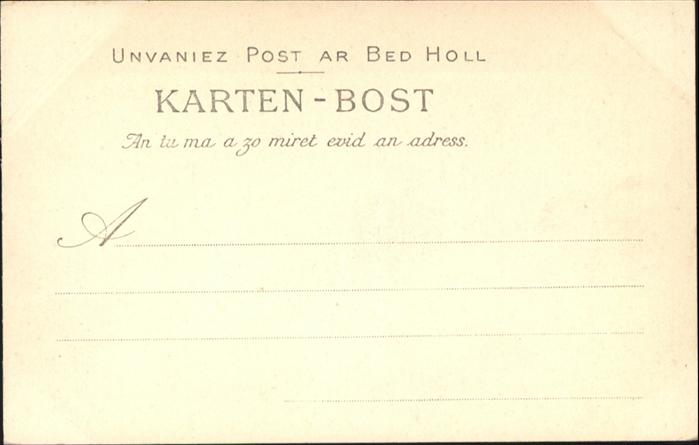 Unvaniez Post ar Bed Holl
KARTEN-BOST
An tu ma a zo miret evid an adress.
A